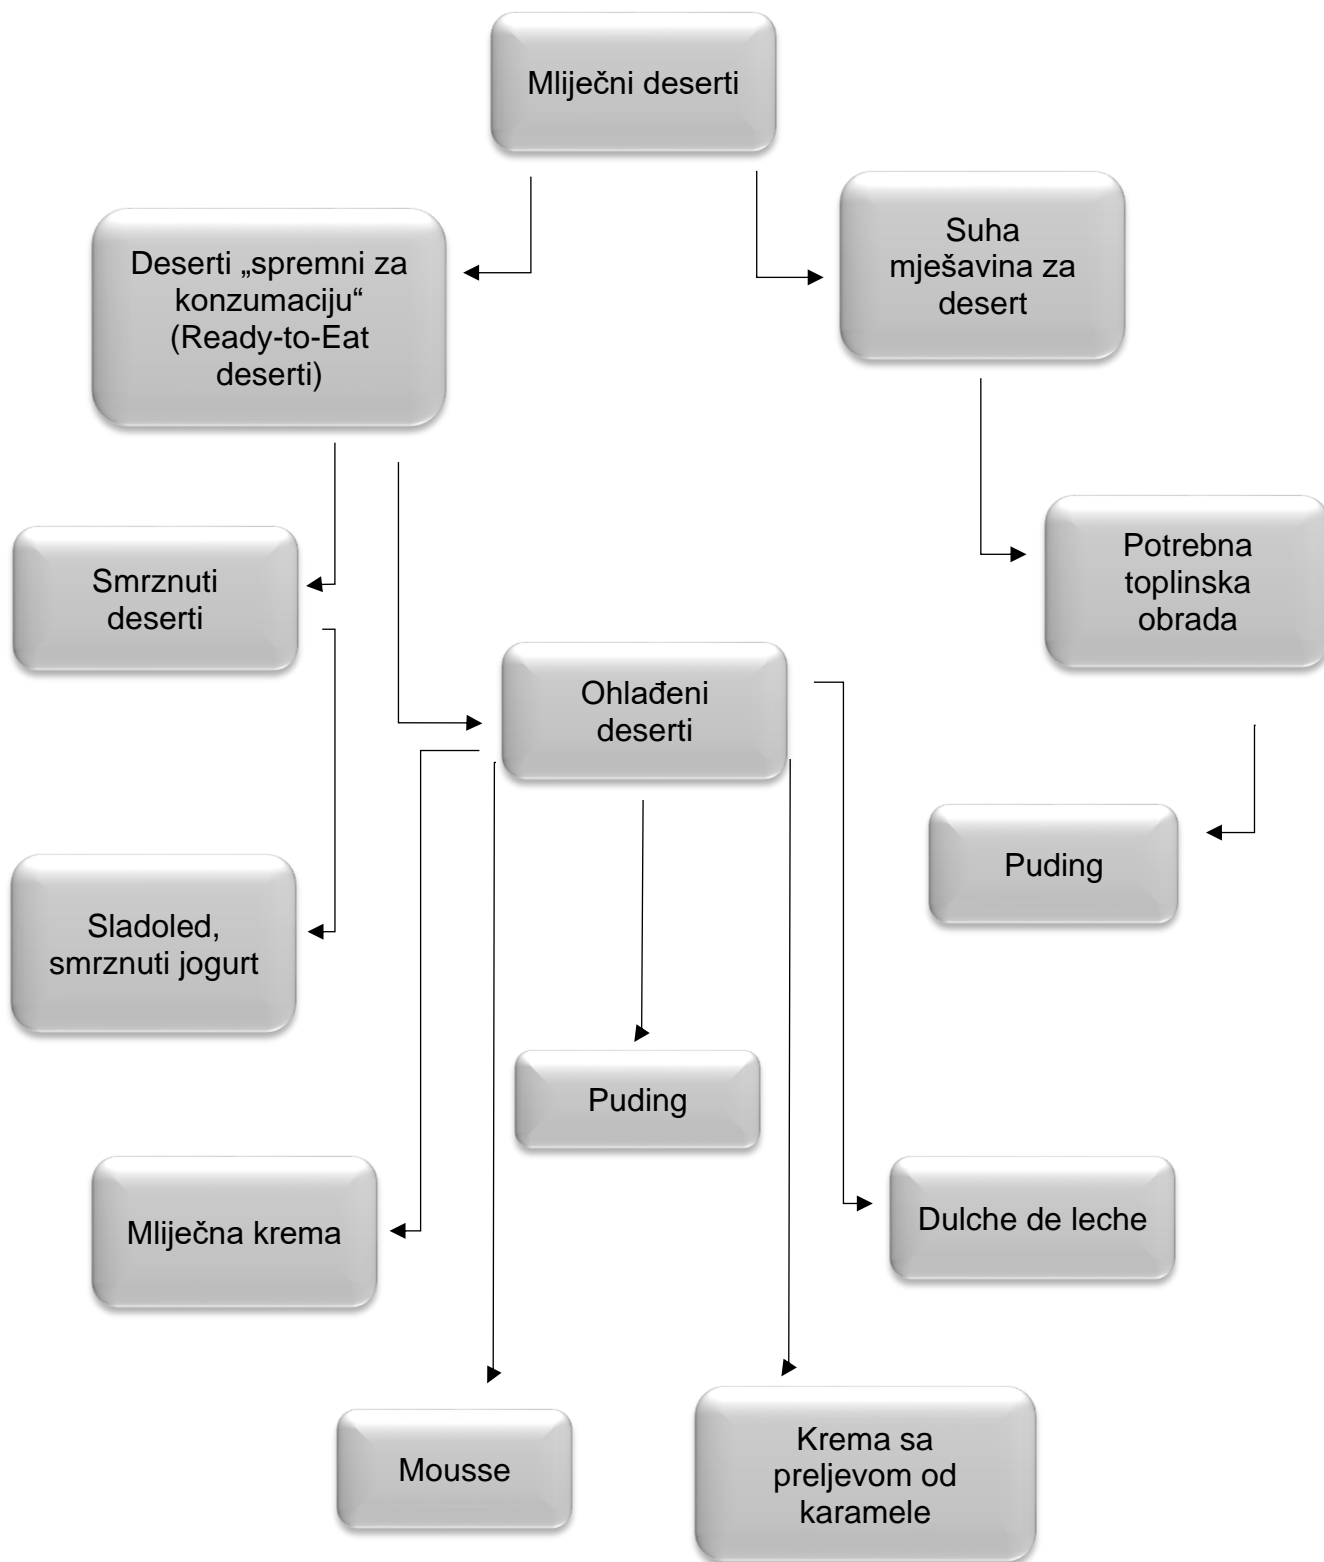 Mliječni deserti
Suha
mješavina za
desert
Deserti „spremni za
konzumaciju“
(Ready-to-Eat
deserti)
Potrebna
toplinska
obrada
Smrznuti
deserti
Ohlađeni
deserti
Puding
Sladoled,
smrznuti jogurt
Puding
Mliječna krema
Dulche de leche
Mousse
Krema sa
preljevom od
karamele